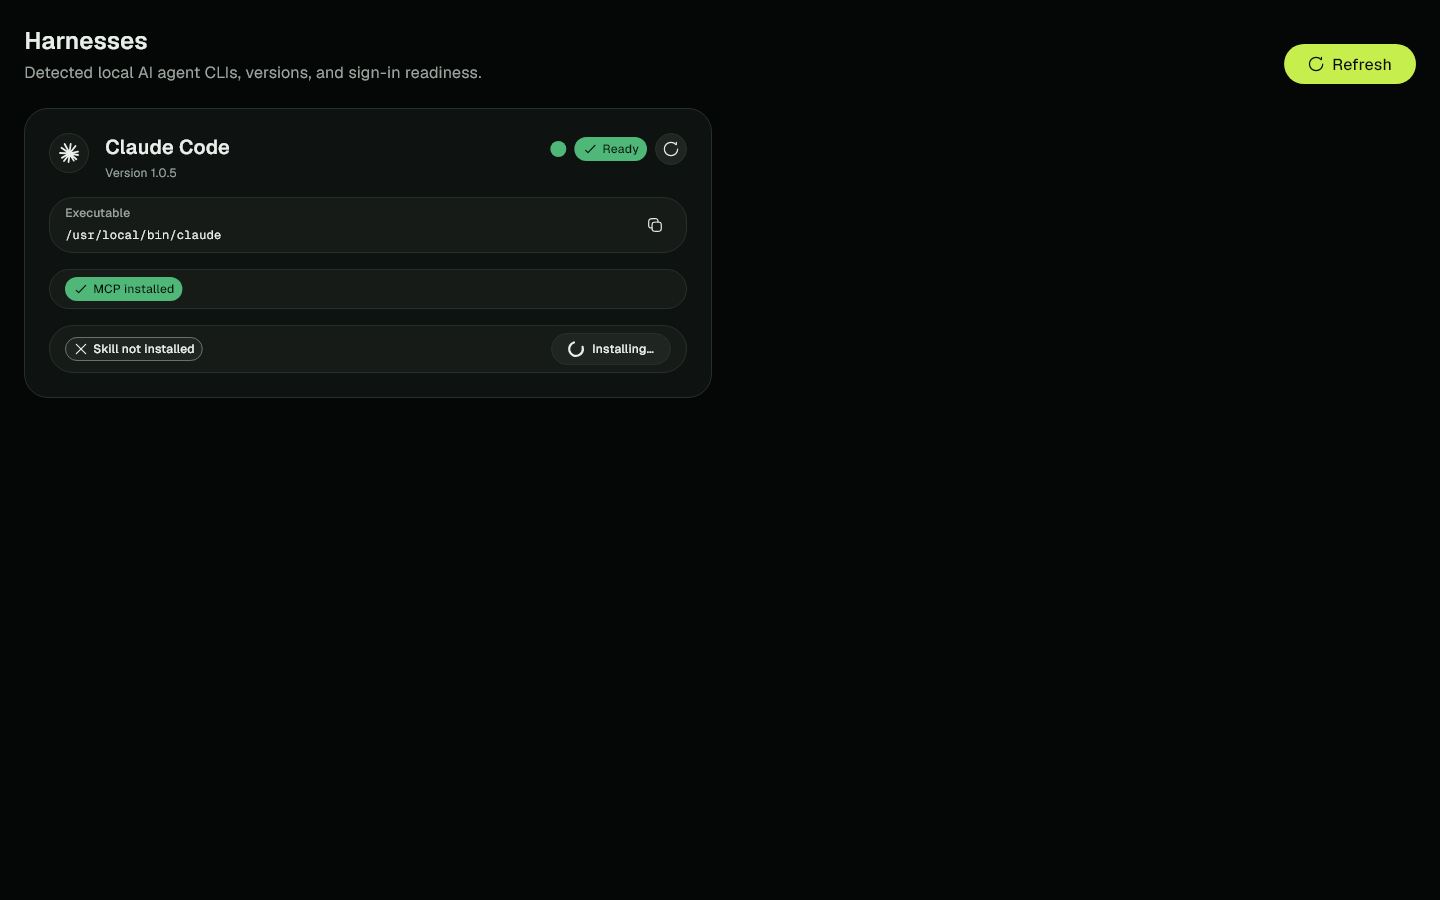 Harnesses
Detected local AI agent CLIs, versions, and sign-in readiness.
Refresh
Claude Code
Version 1.0.5
Ready
Executable
/usr/local/bin/claude
MCP installed
Skill not installed
Installing…